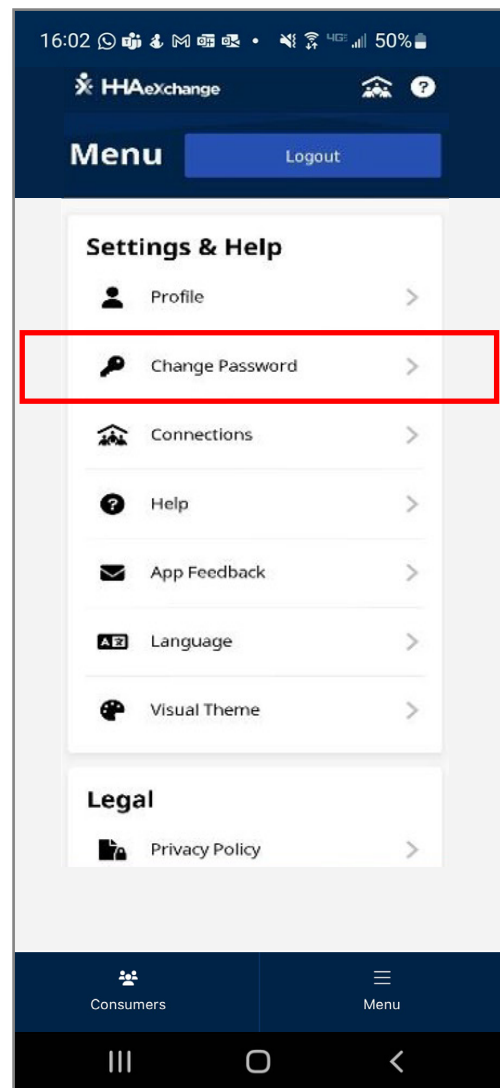 16:02 50%
HHAeXchange
Menu Logout
Settings & Help
Profile
Change Password
Connections
Help
App Feedback
Language
Visual Theme
Legal
Privacy Policy
Consumers Menu